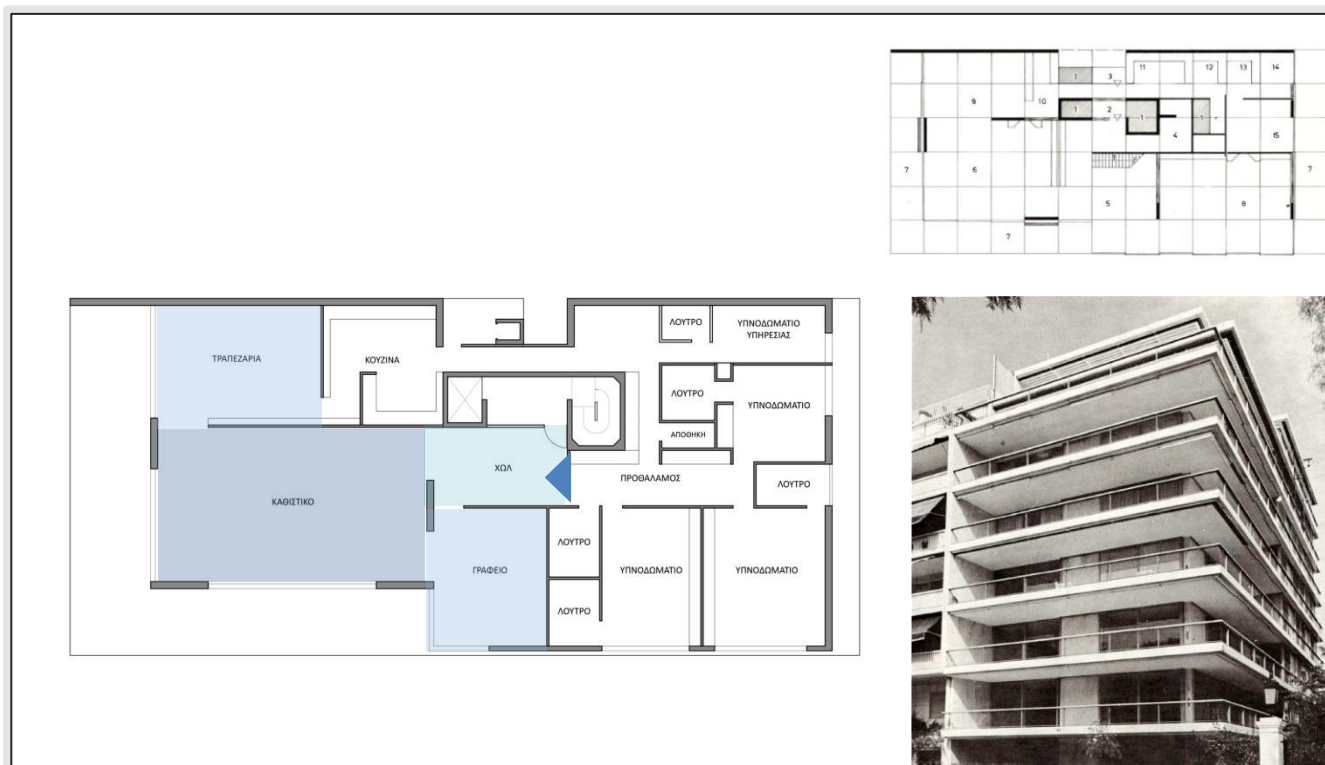 11
12
13
14
1
3
9
10
1
2
1
1
4
15
7
6
5
8
7
7
ΛΟΥΤΡΟ
ΥΠΝΟΔΩΜΑΤΙΟ
ΥΠΗΡΕΣΙΑΣ
ΤΡΑΠΕΖΑΡΙΑ
ΚΟΥΖΙΝΑ
ΛΟΥΤΡΟ
ΥΠΝΟΔΩΜΑΤΙΟ
ΑΠΟΘΗΚΗ
ΧΩΛ
ΠΡΟΘΑΛΑΜΟΣ
ΛΟΥΤΡΟ
ΚΑΘΙΣΤΙΚΟ
ΛΟΥΤΡΟ
ΓΡΑΦΕΙΟ
ΥΠΝΟΔΩΜΑΤΙΟ
ΥΠΝΟΔΩΜΑΤΙΟ
ΛΟΥΤΡΟ